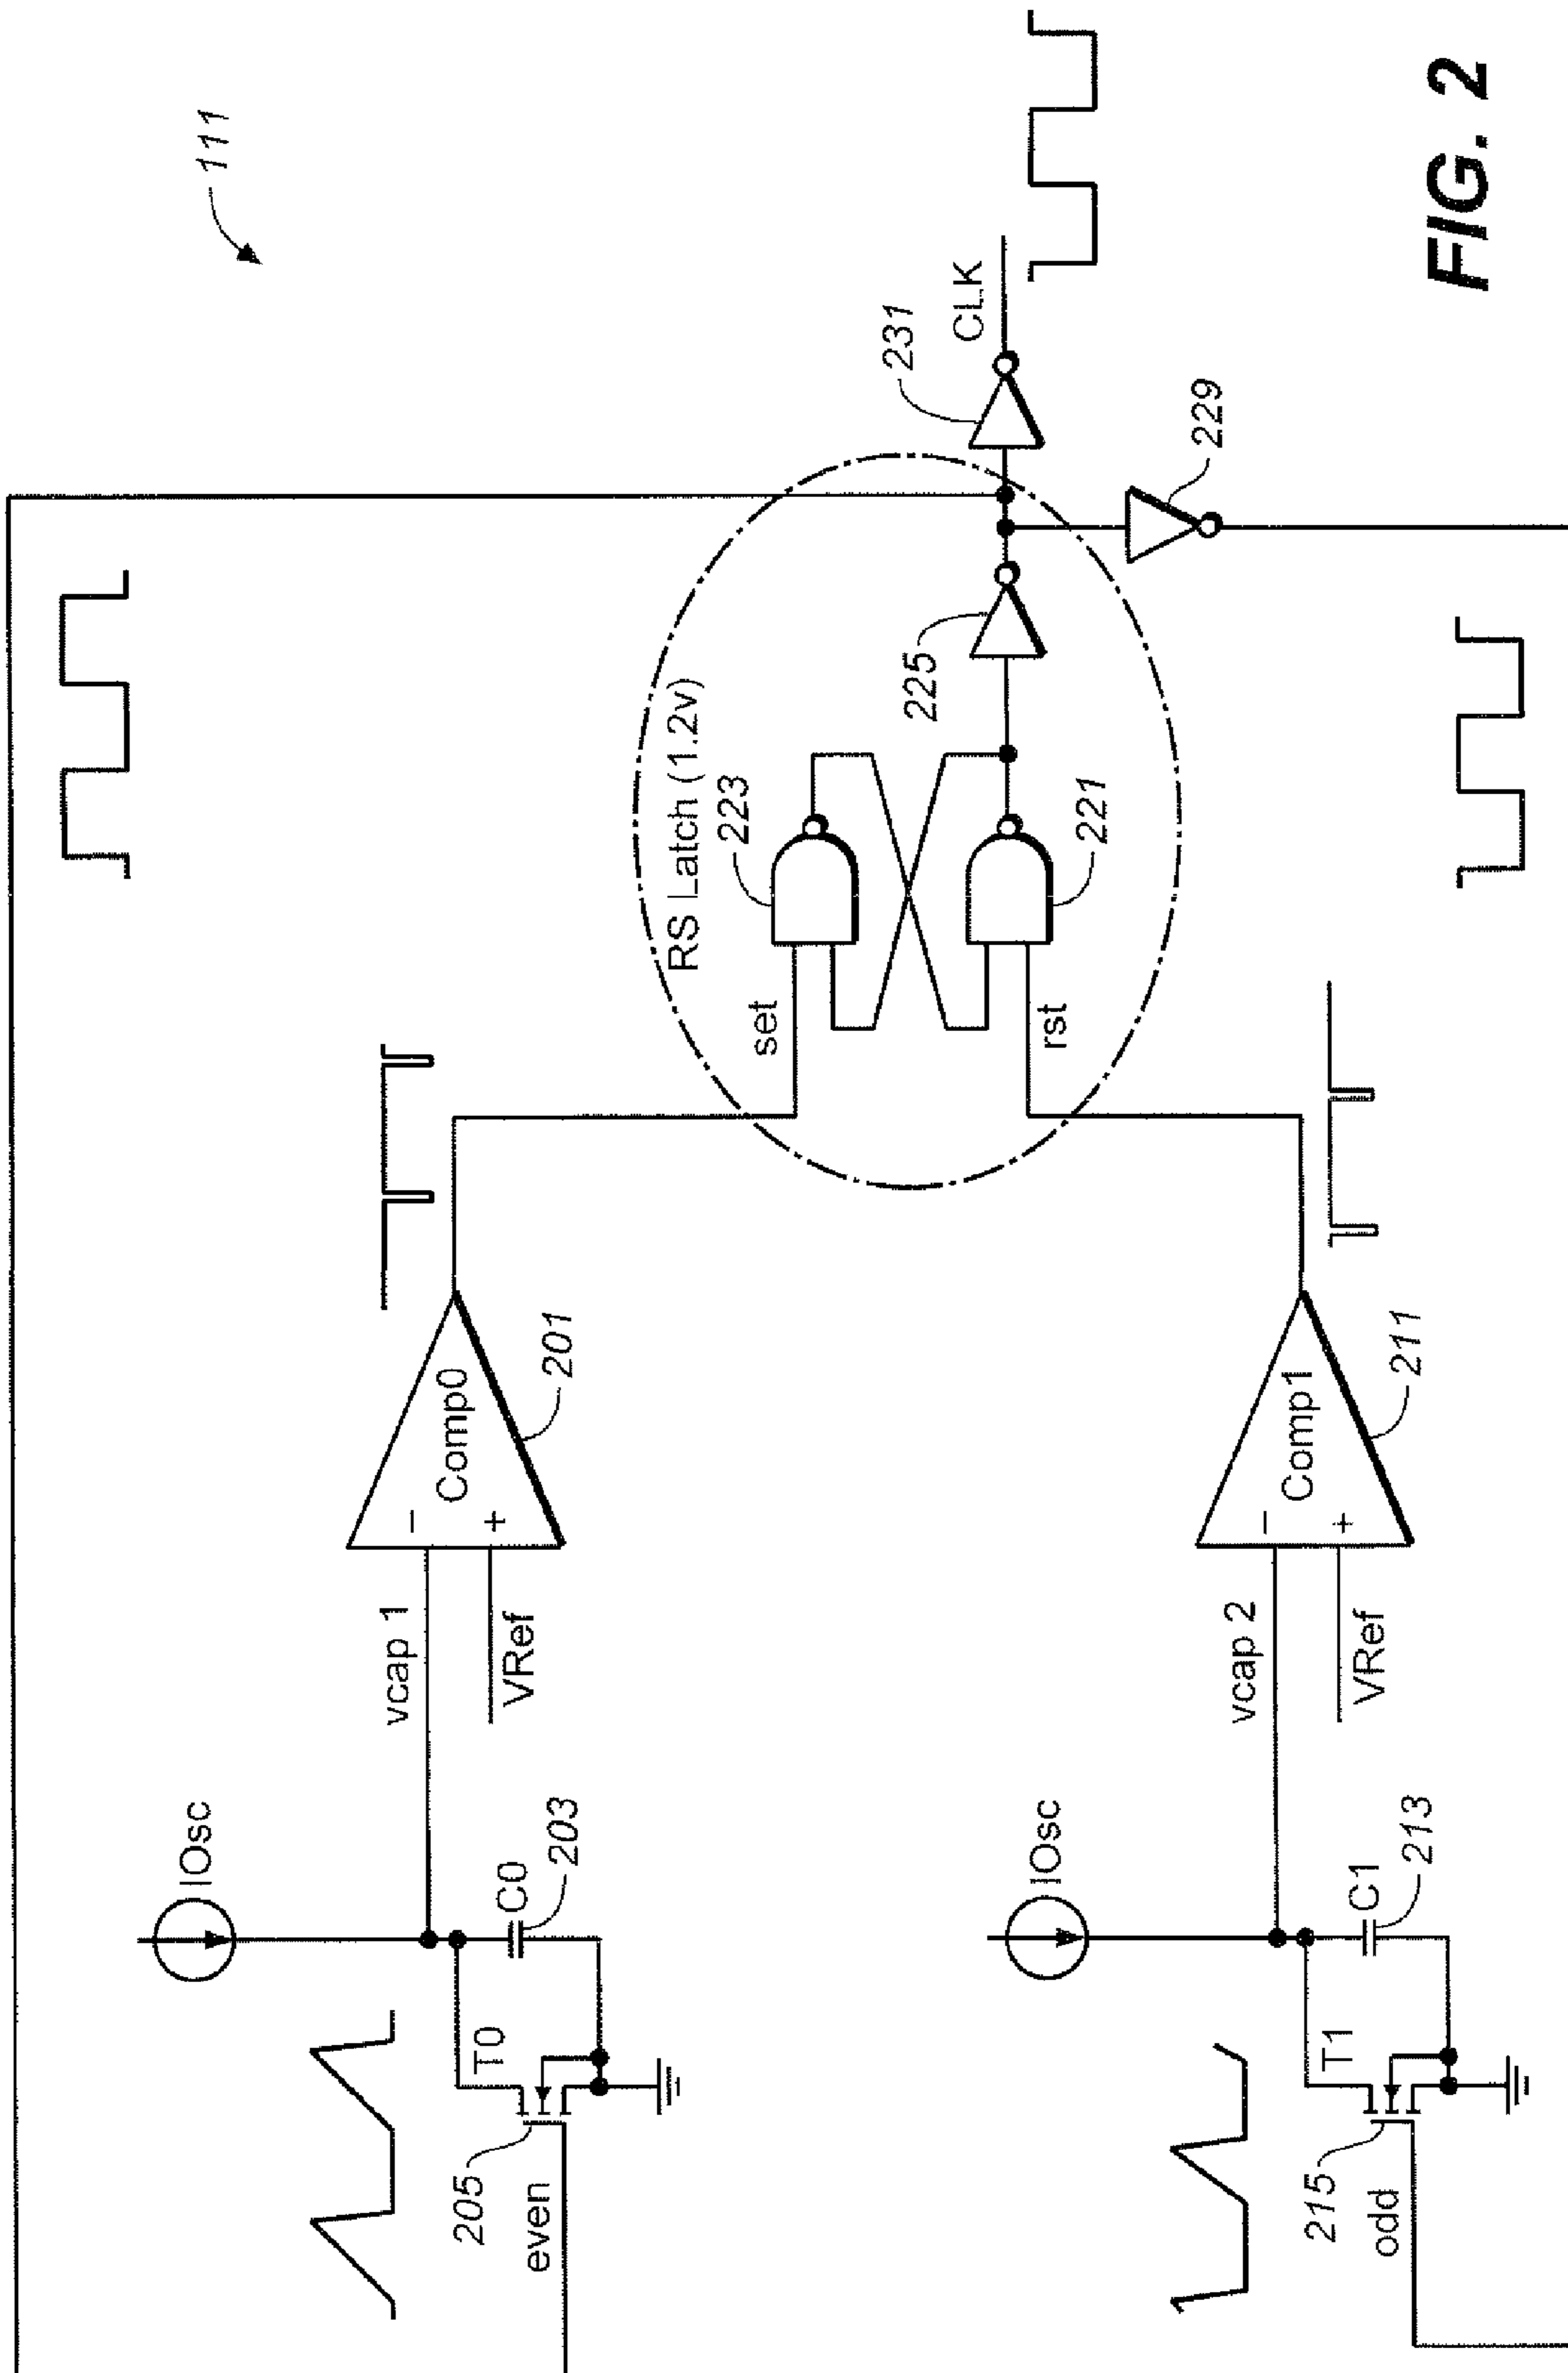 111
IOsc
vcap 1
VRef
−
+
Comp0
201
C0
203
T0
205
even
set
RS Latch (1.2v)
223
225
221
rst
231
CLK
229
IOsc
vcap 2
VRef
−
+
Comp1
211
C1
213
T1
215
odd
FIG. 2